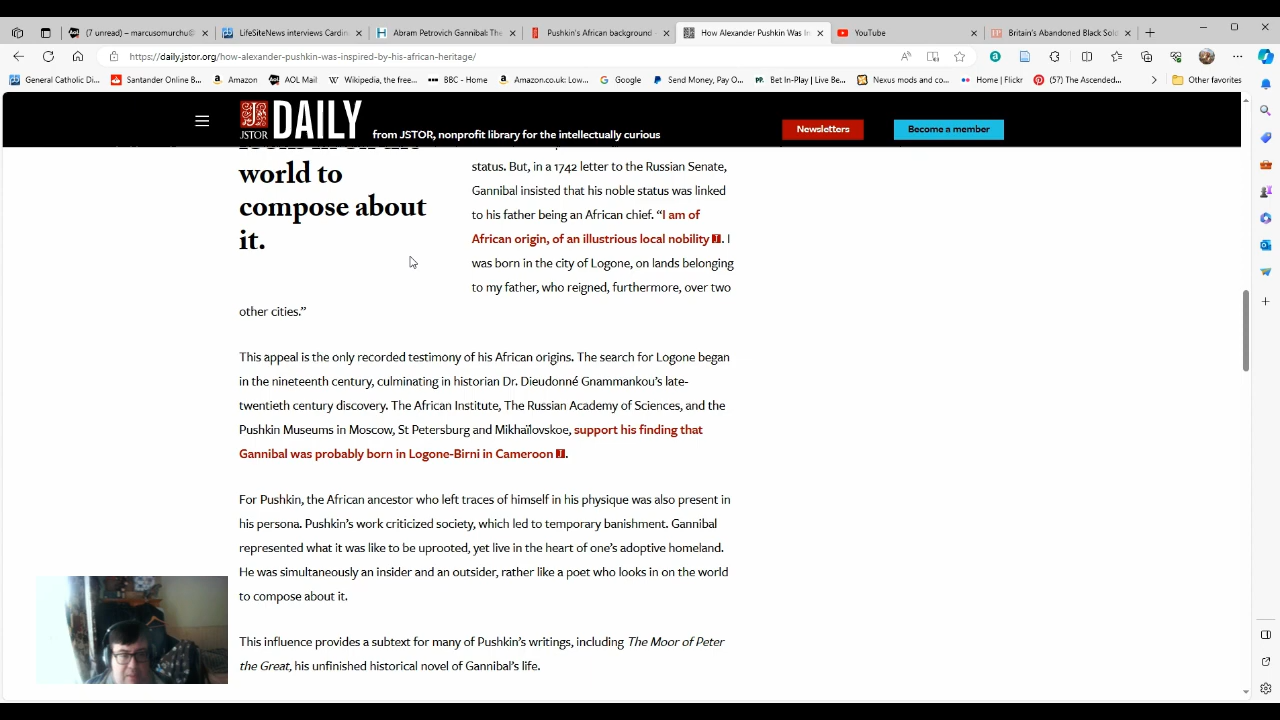 (7 unread) – marcusomurchu©
LifeSiteNews interviews Cardin
Abram Petrovich Gannibal: The
Pushkin's African background -
How Alexander Pushkin Was In
YouTube
Britain's Abandoned Black Sol
https://daily.jstor.org/how-alexander-pushkin-was-inspired-by-his-african-heritage/
General Catholic Di...
Santander Online B...
Amazon
AOL Mail
Wikipedia, the free...
BBC - Home
Amazon.co.uk: Low...
Google
Send Money, Pay O...
Bet In-Play | Live Be...
Nexus mods and co...
Home | Flickr
(57) The Ascended...
Other favorites
JSTOR DAILY from JSTOR, nonprofit library for the intellectually curious
Newsletters
Become a member
world to
compose about
it.
status. But, in a 1742 letter to the Russian Senate,
Gannibal insisted that his noble status was linked
to his father being an African chief. “I am of
African origin, of an illustrious local nobility J. I
was born in the city of Logone, on lands belonging
to my father, who reigned, furthermore, over two
other cities.”
This appeal is the only recorded testimony of his African origins. The search for Logone began
in the nineteenth century, culminating in historian Dr. Dieudonné Gnammankou’s late-
twentieth century discovery. The African Institute, The Russian Academy of Sciences, and the
Pushkin Museums in Moscow, St Petersburg and Mikhaïlovskoe, support his finding that
Gannibal was probably born in Logone-Birni in Cameroon J.
For Pushkin, the African ancestor who left traces of himself in his physique was also present in
his persona. Pushkin’s work criticized society, which led to temporary banishment. Gannibal
represented what it was like to be uprooted, yet live in the heart of one’s adoptive homeland.
He was simultaneously an insider and an outsider, rather like a poet who looks in on the world
to compose about it.
This influence provides a subtext for many of Pushkin’s writings, including The Moor of Peter
the Great, his unfinished historical novel of Gannibal’s life.